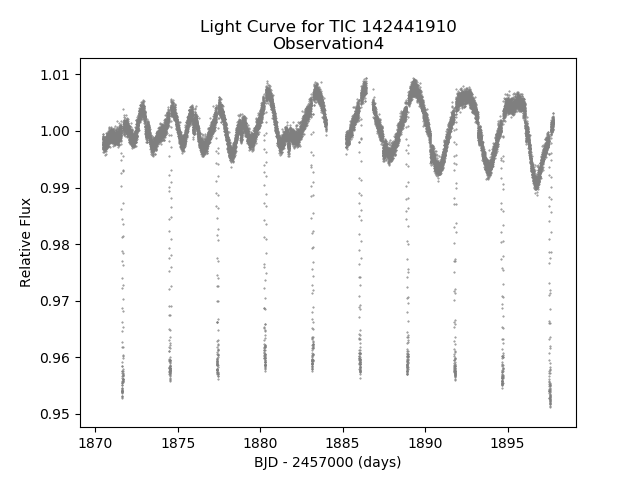 Light Curve for TIC 142441910
Observation4
1.01
1.00
0.99
0.98
0.97
0.96
0.95
Relative Flux
1870 1875 1880 1885 1890 1895
BJD - 2457000 (days)